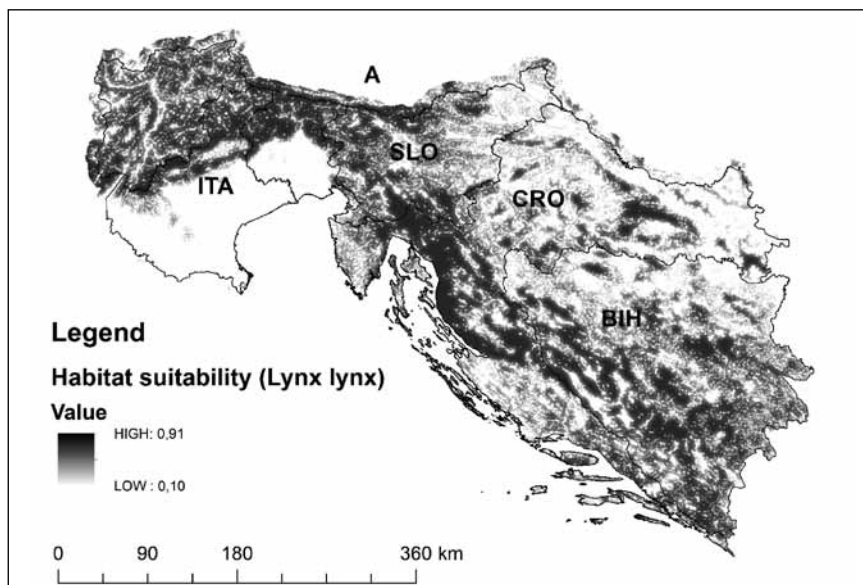 A
SLO
ITA
CRO
BIH
Legend
Habitat suitability (Lynx lynx)
Value
HIGH: 0,91
LOW : 0,10
0 90 180 360 km